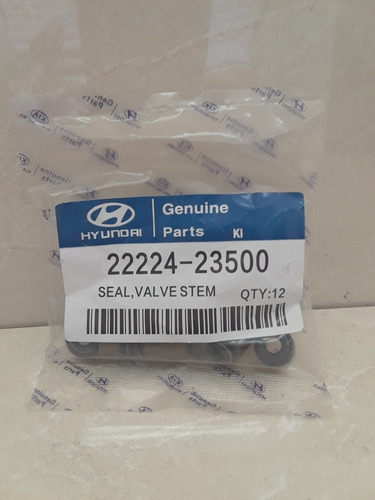 HYUNDAI
Genuine
Parts KI
22224-23500
SEAL,VALVE STEM QTY:12